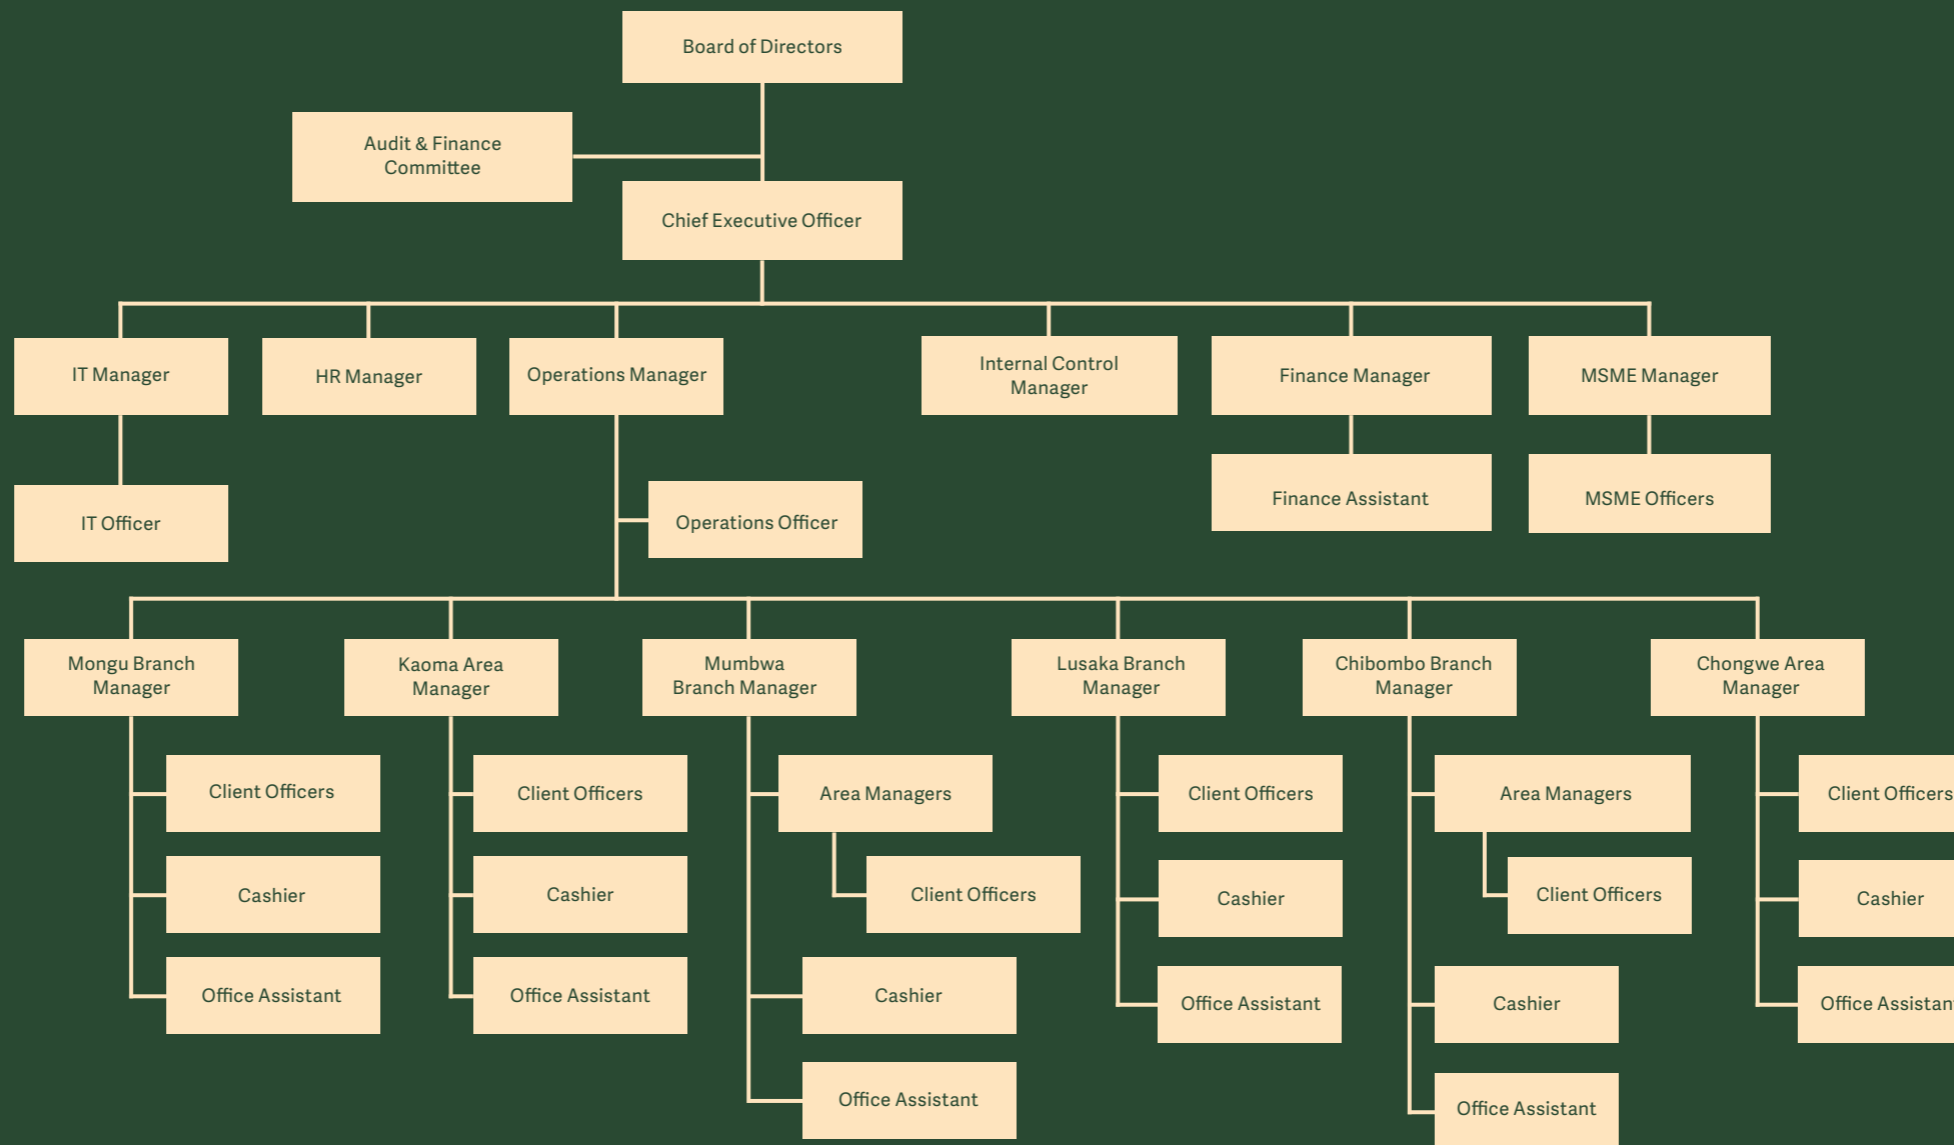 Board of Directors
Audit & Finance
Committee
Chief Executive Officer
IT Manager
HR Manager
Operations Manager
Internal Control
Manager
Finance Manager
MSME Manager
IT Officer
Operations Officer
Finance Assistant
MSME Officers
Mongu Branch
Manager
Kaoma Area
Manager
Mumbwa
Branch Manager
Lusaka Branch
Manager
Chibombo Branch
Manager
Chongwe Area
Manager
Client Officers
Cashier
Office Assistant
Client Officers
Cashier
Office Assistant
Area Managers
Client Officers
Cashier
Office Assistant
Client Officers
Cashier
Office Assistant
Area Managers
Client Officers
Cashier
Office Assistant
Client Officers
Cashier
Office Assistant